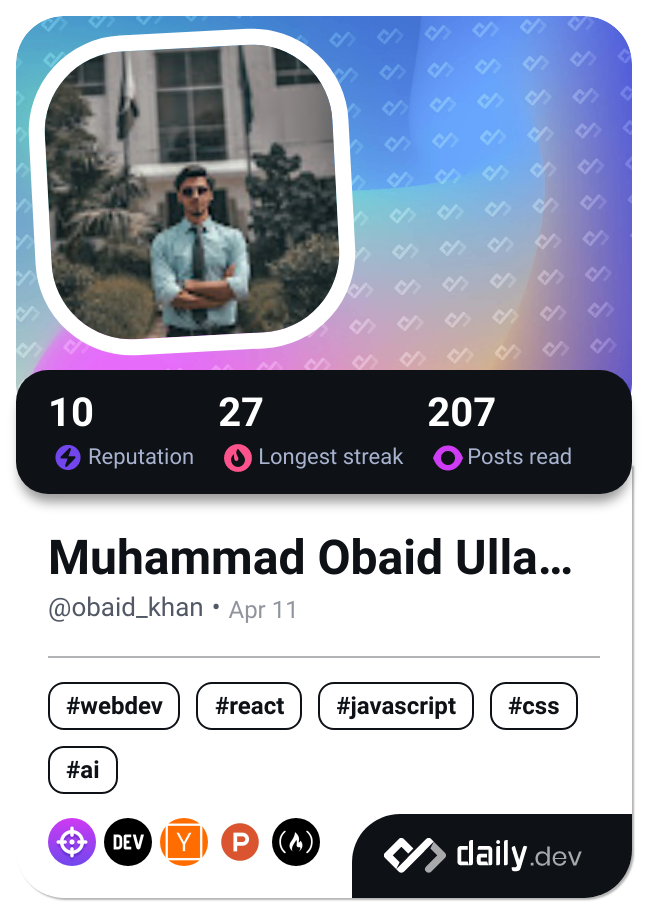 10 27 207
Reputation Longest streak Posts read
Muhammad Obaid Ulla...
@obaid_khan • Apr 11
#webdev #react #javascript #css
#ai
DEV Y P
daily.dev